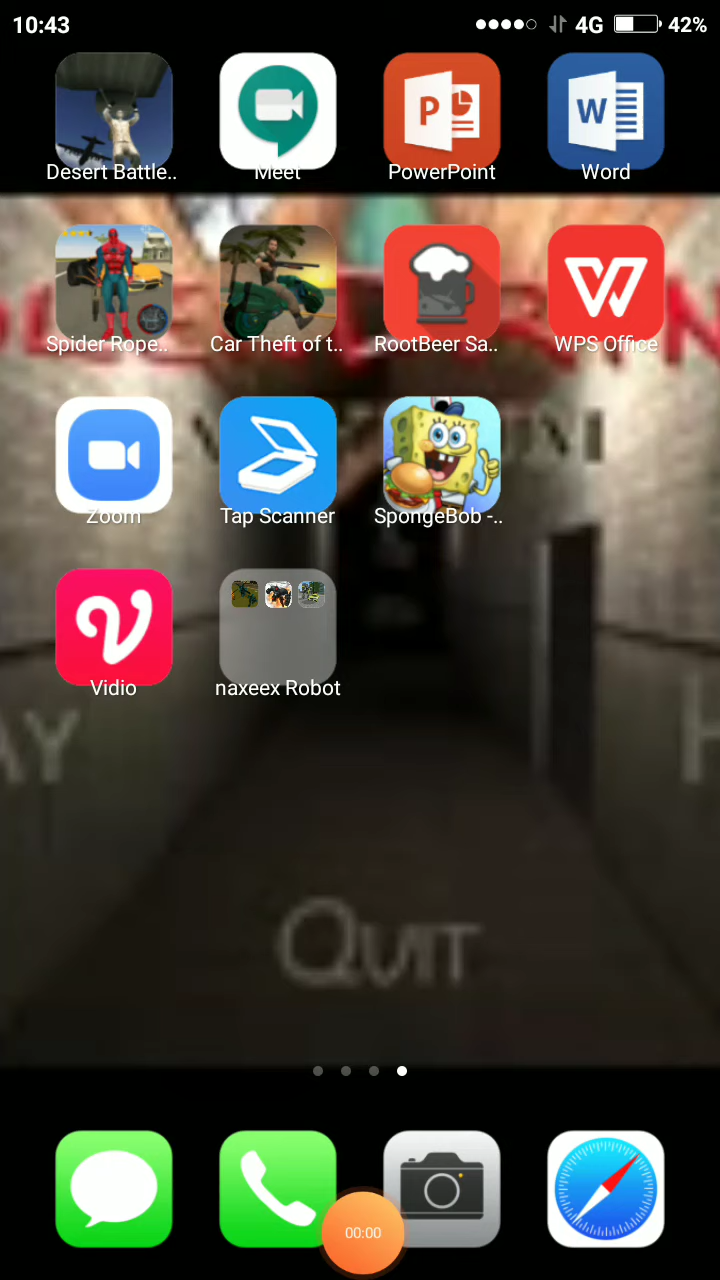 10:43
4G 42%
Desert Battle..
Meet
PowerPoint
Word
Spider Rope..
Car Theft of t..
RootBeer Sa..
WPS Office
Zoom
Tap Scanner
SpongeBob -..
Vidio
naxeex Robot
AY
H
QUIT
00:00